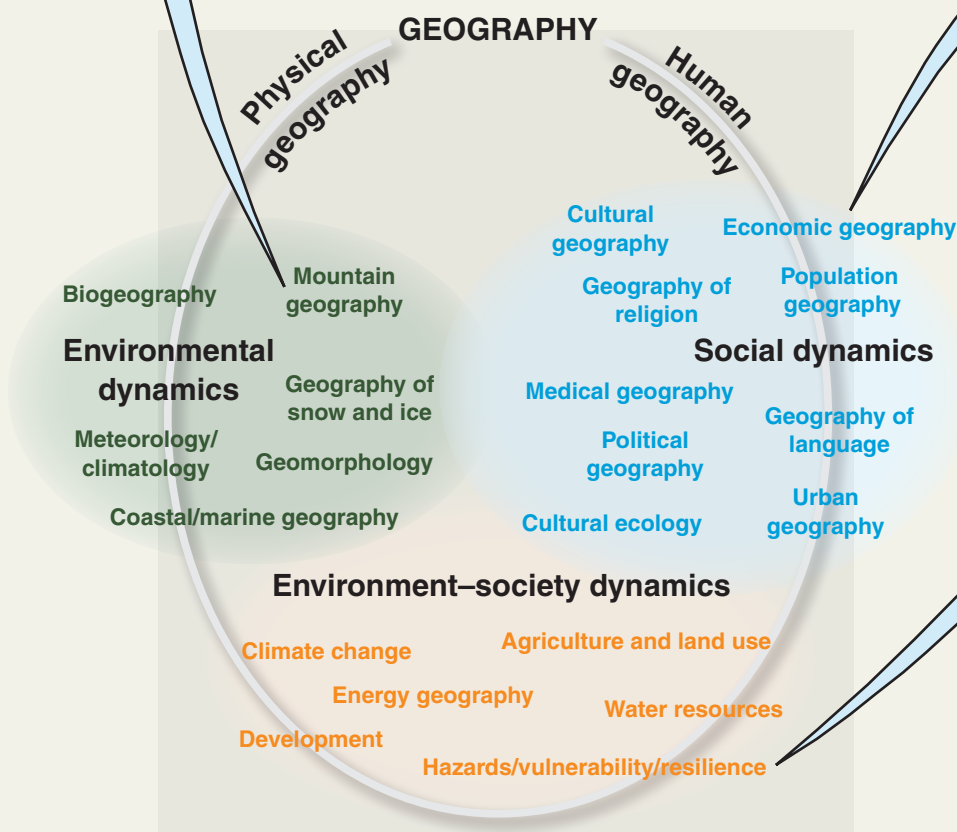 GEOGRAPHY
Physical
geography
Human
geography
Biogeography
Mountain
geography
Environmental
dynamics
Geography of
snow and ice
Meteorology/
climatology
Geomorphology
Coastal/marine geography
Cultural
geography
Economic geography
Geography of
religion
Population
geography
Social dynamics
Medical geography
Geography of
language
Political
geography
Urban
geography
Cultural ecology
Environment–society dynamics
Climate change
Agriculture and land use
Energy geography
Water resources
Development
Hazards/vulnerability/resilience